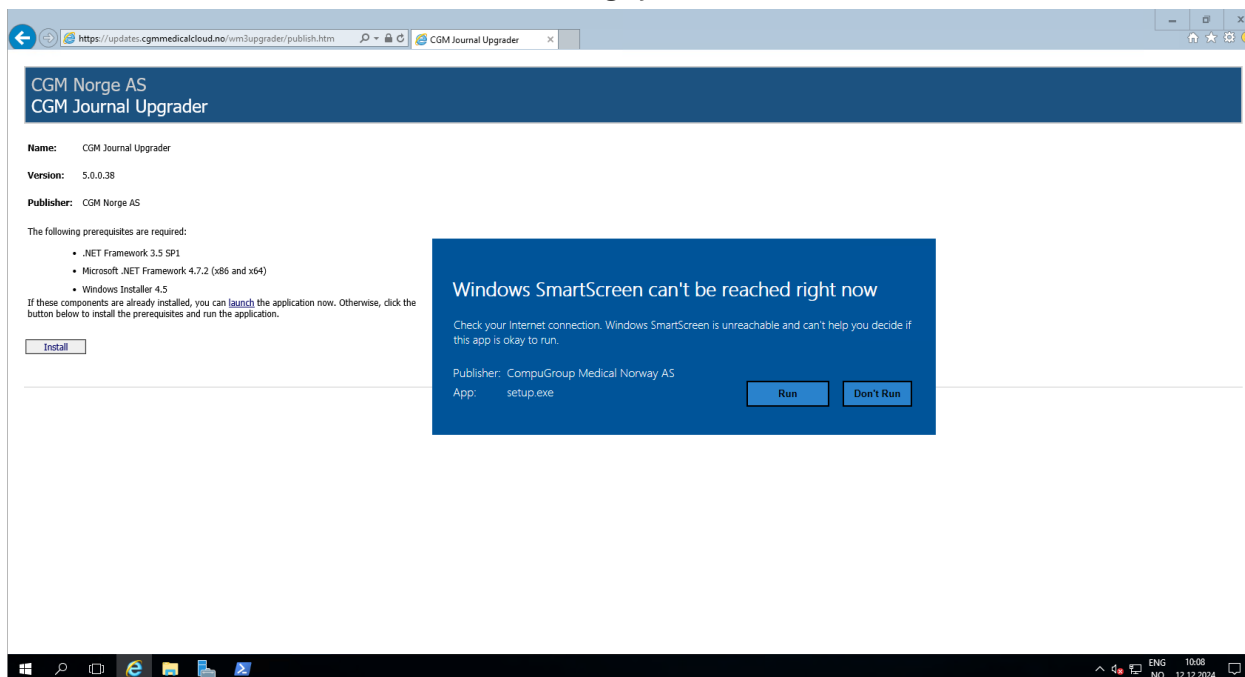 https://updates.cgmmedicalcloud.no/wm3upgrader/publish.htm
CGM Journal Upgrader
CGM Norge AS
CGM Journal Upgrader
Name: CGM Journal Upgrader
Version: 5.0.0.38
Publisher: CGM Norge AS
The following prerequisites are required:
• .NET Framework 3.5 SP1
• Microsoft .NET Framework 4.7.2 (x86 and x64)
• Windows Installer 4.5
If these components are already installed, you can launch the application now. Otherwise, click the
button below to install the prerequisites and run the application.
Install
Windows SmartScreen can't be reached right now
Check your Internet connection. Windows SmartScreen is unreachable and can't help you decide if
this app is okay to run.
Publisher: CompuGroup Medical Norway AS
App: setup.exe
Run Don't Run
ENG 10:08
NO 12.12.2024